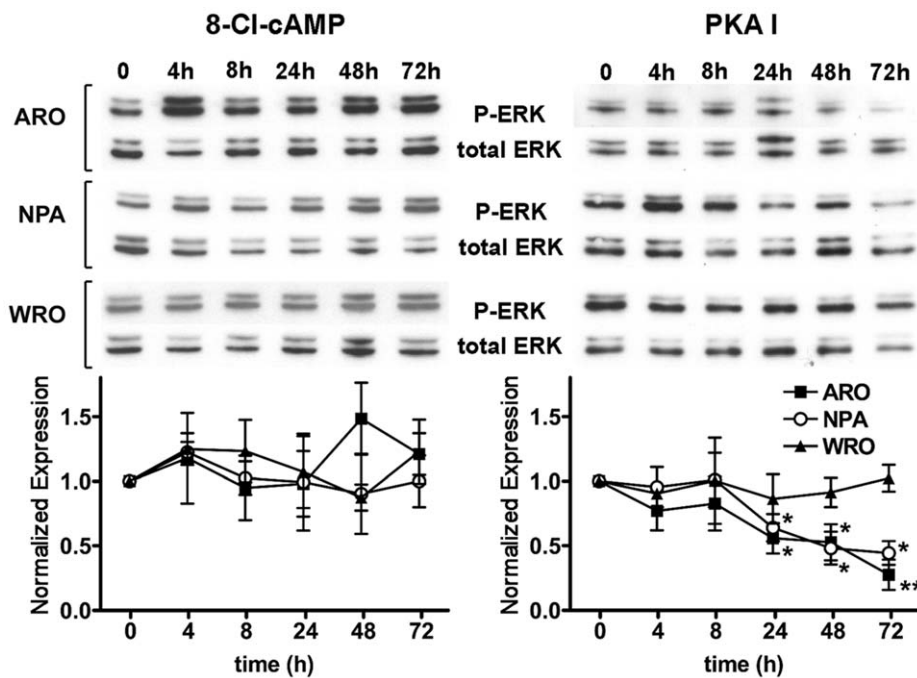 8-Cl-cAMP PKA I
0 4h 8h 24h 48h 72h 0 4h 8h 24h 48h 72h
ARO P-ERK
total ERK
NPA P-ERK
total ERK
WRO P-ERK
total ERK
Normalized Expression
1.5
1.0
0.5
0.0
0 4 8 24 48 72
time (h)
Normalized Expression
1.5
1.0
0.5
0.0
ARO
NPA
WRO
* * *
* * **
0 4 8 24 48 72
time (h)